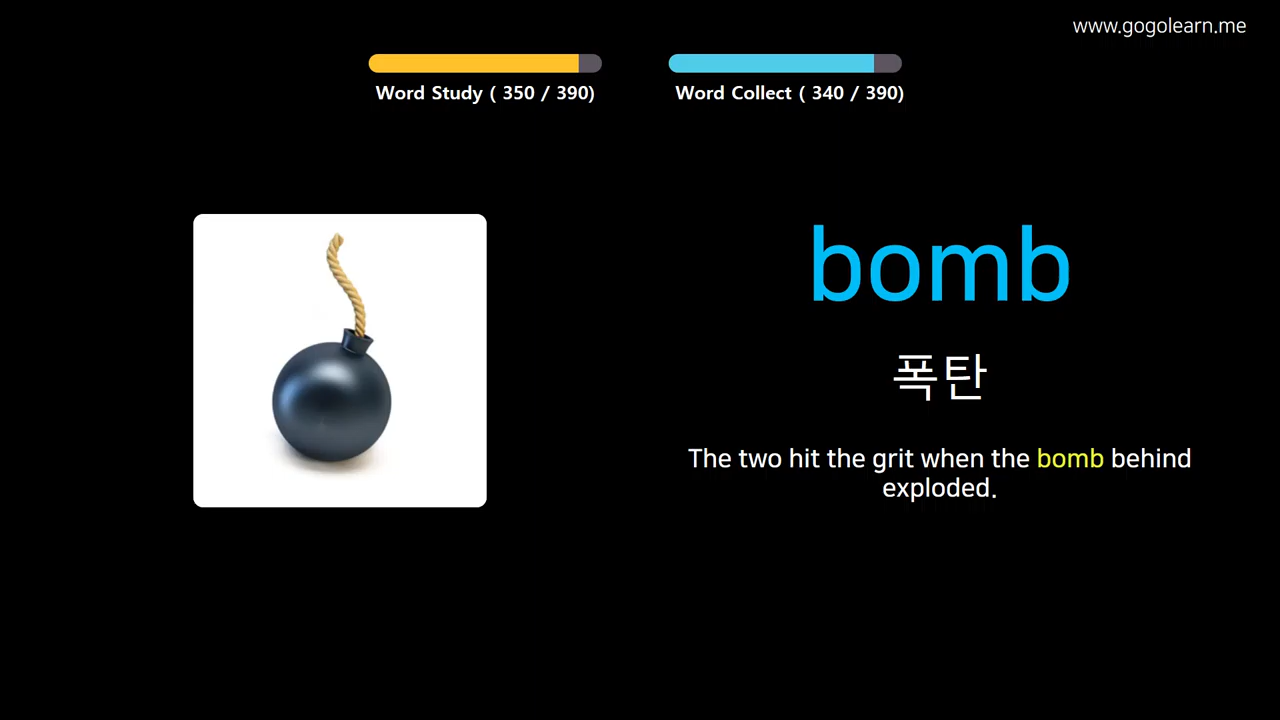 www.gogolearn.me
Word Study ( 350 / 390)
Word Collect ( 340 / 390)
bomb
폭탄
The two hit the grit when the bomb behind
exploded.